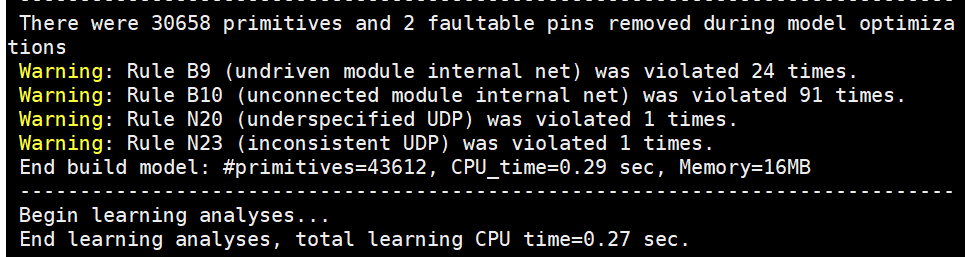 --------------------------------------------------------------------------------
There were 30658 primitives and 2 faultable pins removed during model optimiza
tions
Warning: Rule B9 (undriven module internal net) was violated 24 times.
Warning: Rule B10 (unconnected module internal net) was violated 91 times.
Warning: Rule N20 (underspecified UDP) was violated 1 times.
Warning: Rule N23 (inconsistent UDP) was violated 1 times.
End build model: #primitives=43612, CPU_time=0.29 sec, Memory=16MB
------------------------------------------------------------------------------
Begin learning analyses...
End learning analyses, total learning CPU time=0.27 sec.